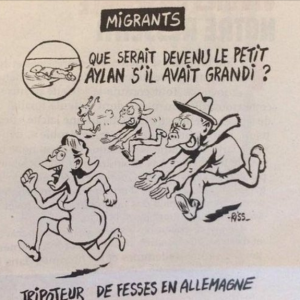 MIGRANTS
QUE SERAIT DEVENU LE PETIT
AYLAN S'IL AVAIT GRANDI ?
RISS
TRIPOTEUR DE FESSES EN ALLEMAGNE